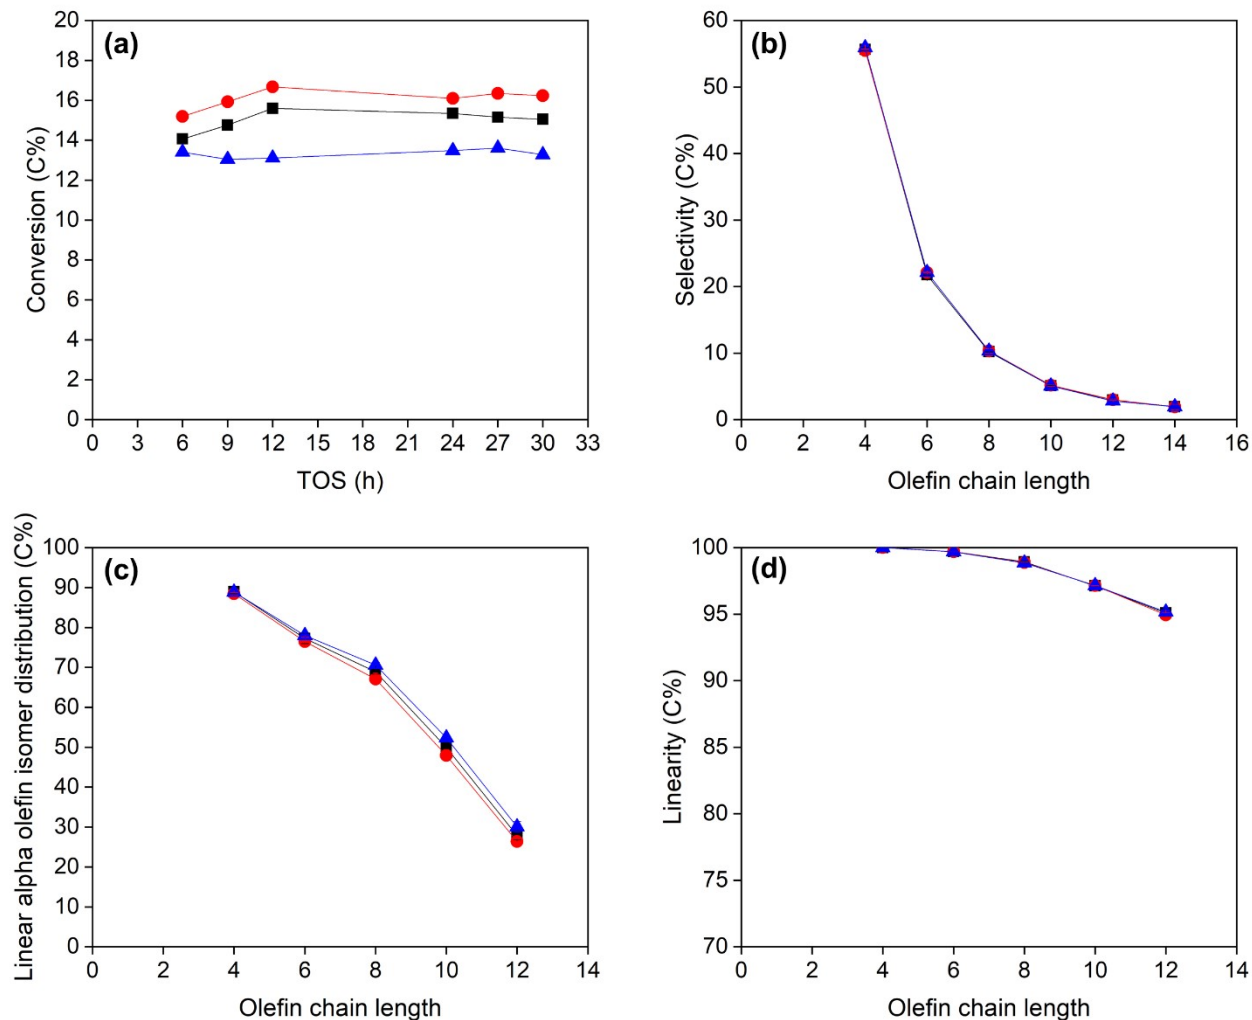 (a)
Conversion (C%)
20
18
16
14
12
10
8
6
4
2
0
0 3 6 9 12 15 18 21 24 27 30 33
TOS (h)
(b)
Selectivity (C%)
60
50
40
30
20
10
0
0 2 4 6 8 10 12 14 16
Olefin chain length
(c)
Linear alpha olefin isomer distribution (C%)
100
90
80
70
60
50
40
30
20
10
0
0 2 4 6 8 10 12 14
Olefin chain length
(d)
Linearity (C%)
100
95
90
85
80
75
70
0 2 4 6 8 10 12 14
Olefin chain length